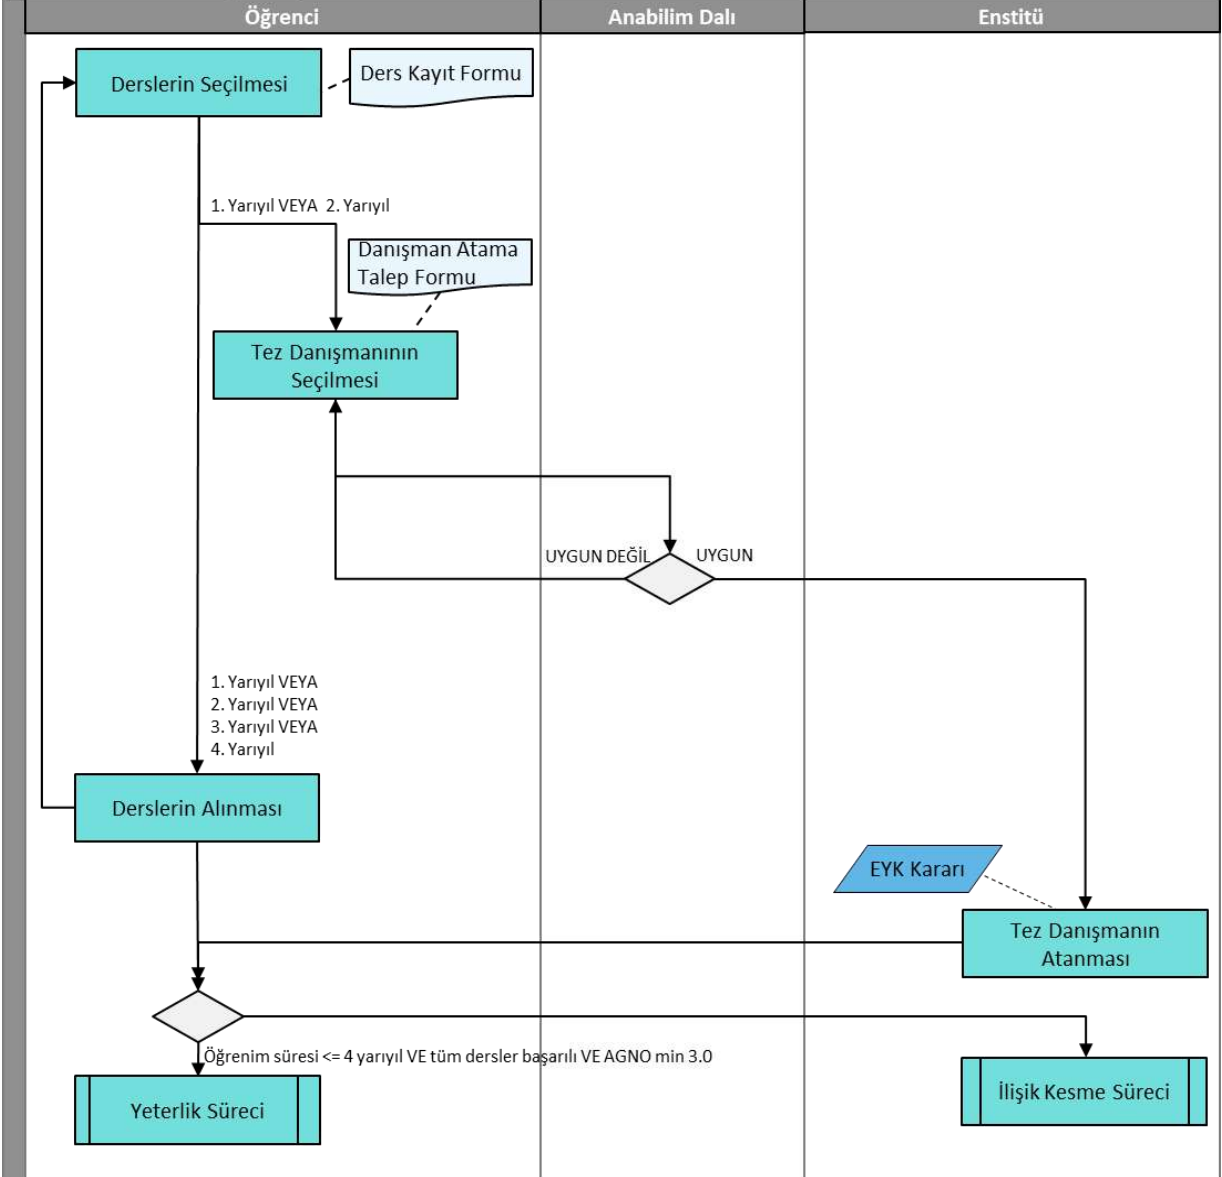 Öğrenci
Anabilim Dalı
Enstitü
Derslerin Seçilmesi
Ders Kayıt Formu
1. Yarıyıl VEYA 2. Yarıyıl
Danışman Atama
Talep Formu
Tez Danışmanının
Seçilmesi
UYGUN DEĞİL
UYGUN
1. Yarıyıl VEYA
2. Yarıyıl VEYA
3. Yarıyıl VEYA
4. Yarıyıl
Derslerin Alınması
EYK Kararı
Tez Danışmanın
Atanması
Öğrenim süresi <= 4 yarıyıl VE tüm dersler başarılı VE AGNO min 3.0
Yeterlik Süreci
İlişik Kesme Süreci